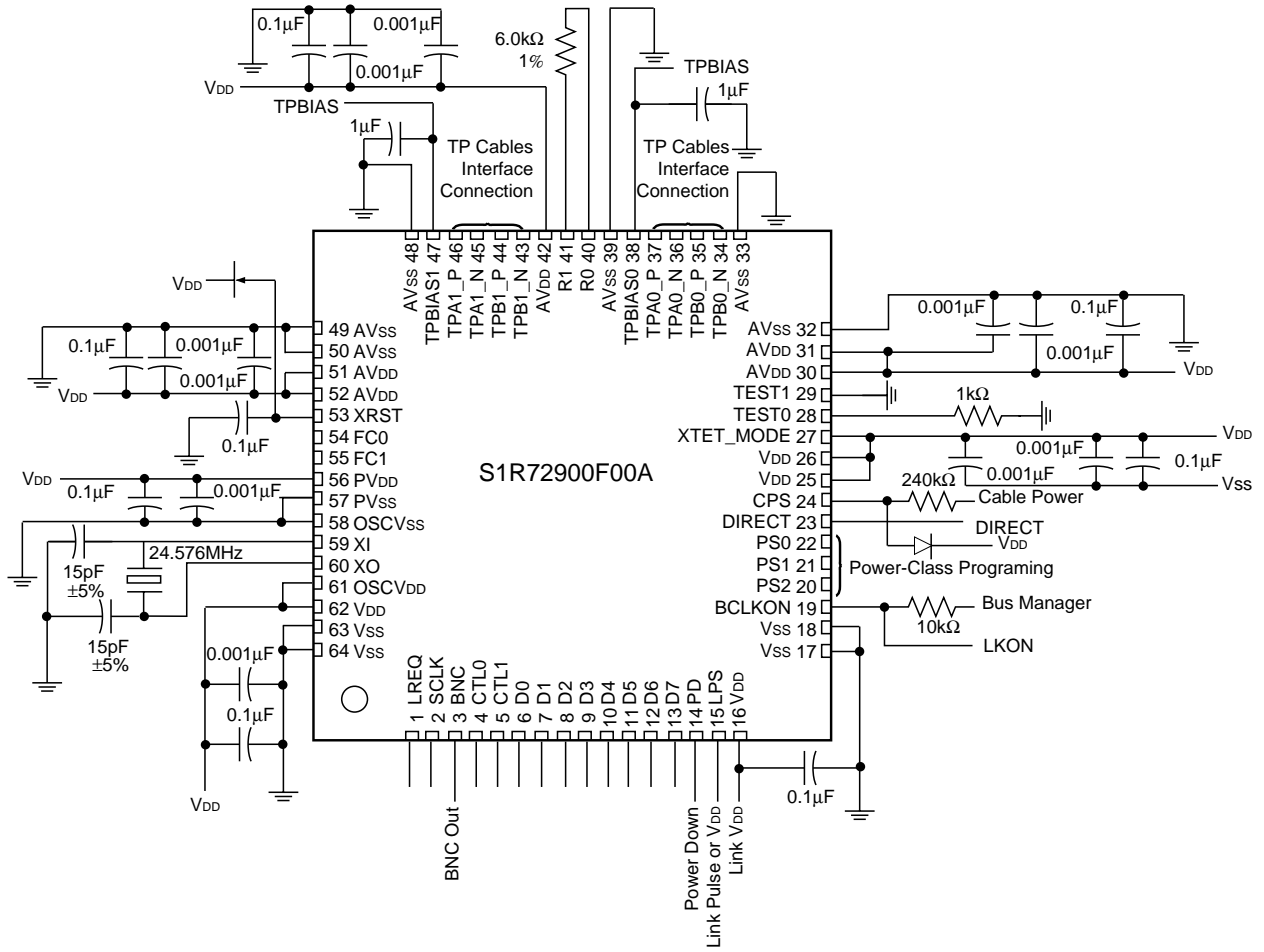 0.1μF
0.001μF
0.001μF
VDD
TPBIAS
1μF
6.0kΩ
1%
TPBIAS
1μF
TP Cables
Interface
Connection
TP Cables
Interface
Connection
AVSS 48
TPBIAS1 47
TPA1_P 46
TPA1_N 45
TPB1_P 44
TPB1_N 43
AVDD 42
R1 41
R0 40
AVSS 39
TPBIAS0 38
TPA0_P 37
TPA0_N 36
TPB0_P 35
TPB0_N 34
AVSS 33
VDD
0.1μF
0.001μF
0.001μF
VDD
0.1μF
VDD
0.1μF
0.001μF
24.576MHz
15pF
±5%
15pF
±5%
0.001μF
0.1μF
VDD
49 AVSS
50 AVSS
51 AVDD
52 AVDD
53 XRST
54 FC0
55 FC1
56 PVDD
57 PVSS
58 OSCVSS
59 XI
60 XO
61 OSCVDD
62 VDD
63 VSS
64 VSS
S1R72900F00A
AVSS 32
AVDD 31
AVDD 30
TEST1 29
TEST0 28
XTET_MODE 27
VDD 26
VDD 25
CPS 24
DIRECT 23
PS0 22
PS1 21
PS2 20
BCLKON 19
VSS 18
VSS 17
0.001μF
0.1μF
0.001μF
VDD
1kΩ
VDD
0.001μF
0.001μF
0.1μF
VSS
240kΩ
Cable Power
DIRECT
VDD
Power-Class Programing
Bus Manager
10kΩ
LKON
1 LREQ
2 SCLK
3 BNC
4 CTL0
5 CTL1
6 D0
7 D1
8 D2
9 D3
10 D4
11 D5
12 D6
13 D7
14 PD
15 LPS
16 VDD
0.1μF
BNC Out
Power Down
Link Pulse or VDD
Link VDD